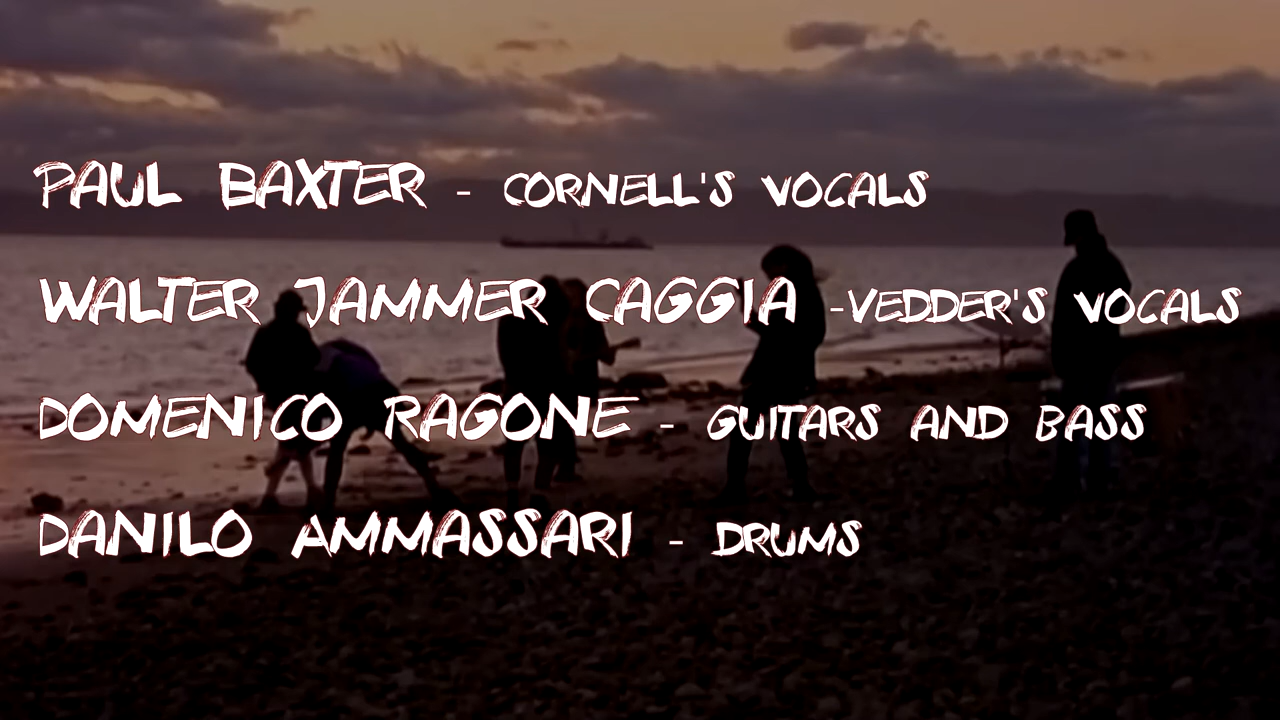 PAUL BAXTER - CORNELL'S VOCALS
WALTER JAMMER CAGGIA -VEDDER'S VOCALS
DOMENICO RAGONE - GUITARS AND BASS
DANILO AMMASSARI - DRUMS